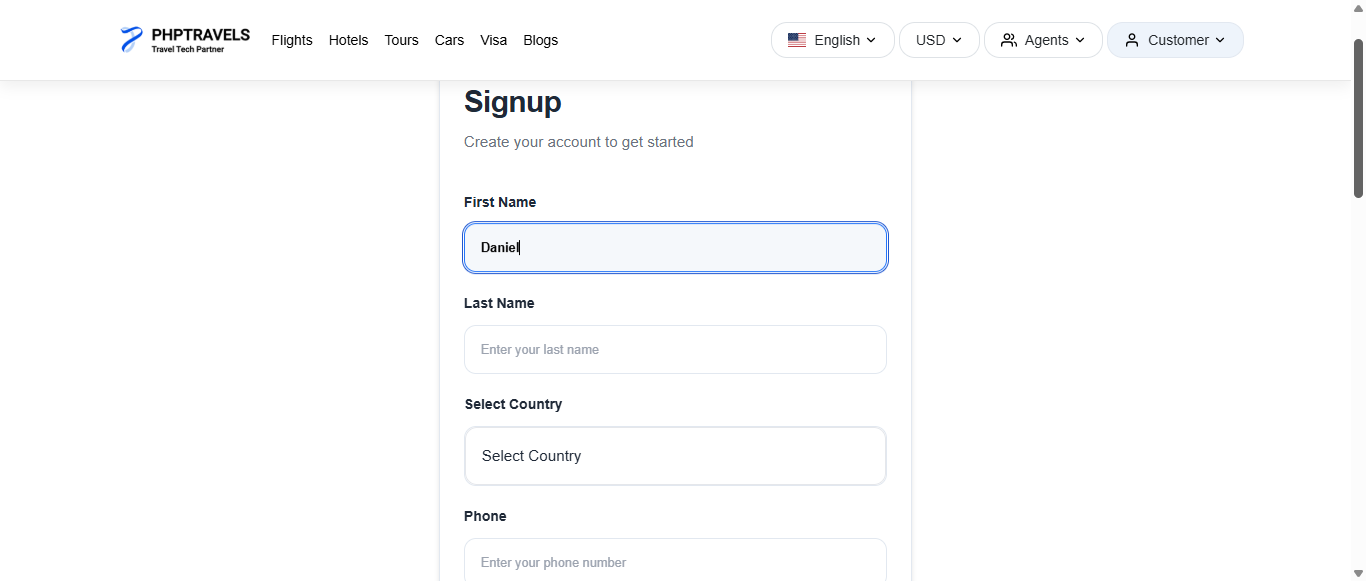 PHPTRAVELS
Travel Tech Partner
Flights Hotels Tours Cars Visa Blogs
English USD Agents Customer
Signup
Create your account to get started
First Name
Daniel
Last Name
Enter your last name
Select Country
Select Country
Phone
Enter your phone number